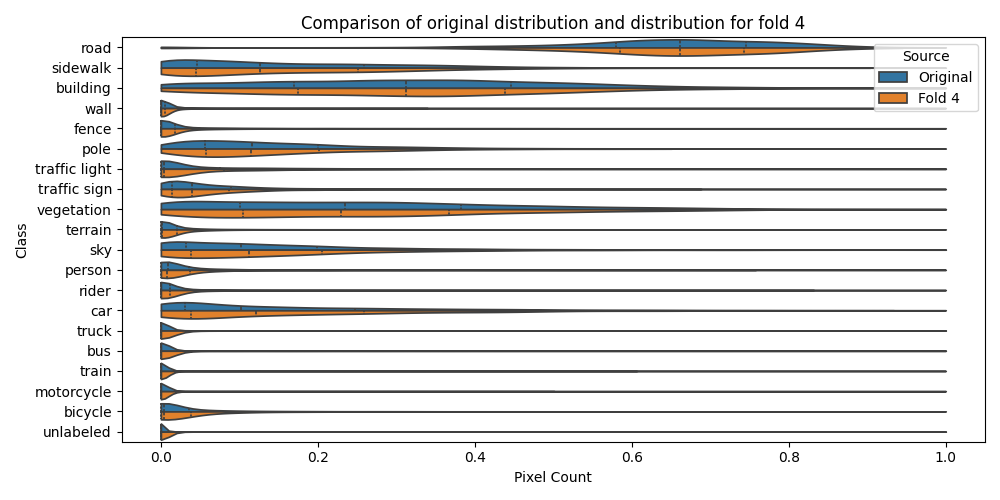 Comparison of original distribution and distribution for fold 4
road
sidewalk
building
wall
fence
pole
traffic light
traffic sign
vegetation
terrain
sky
person
rider
car
truck
bus
train
motorcycle
bicycle
unlabeled
Class
Source
Original
Fold 4
0.0 0.2 0.4 0.6 0.8 1.0
Pixel Count